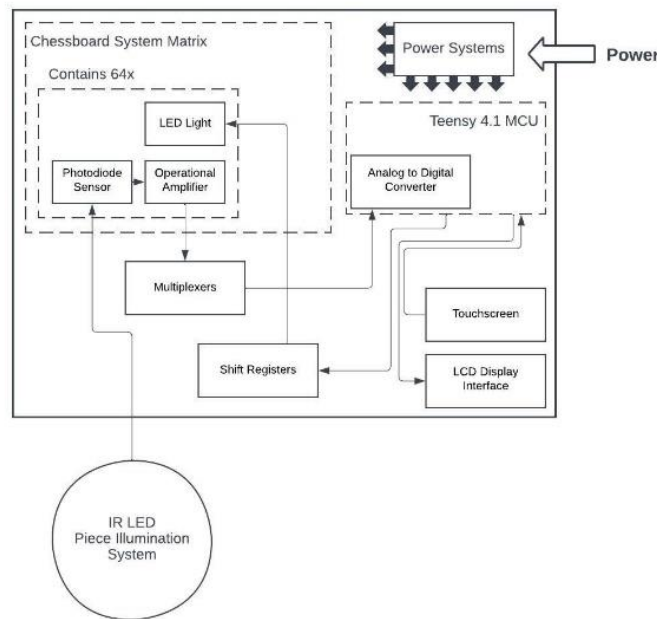 Chessboard System Matrix
Contains 64x
LED Light
Photodiode
Sensor
Operational
Amplifier
Multiplexers
Shift Registers
Power Systems
Power
Teensy 4.1 MCU
Analog to Digital
Converter
Touchscreen
LCD Display
Interface
IR LED
Piece Illumination
System